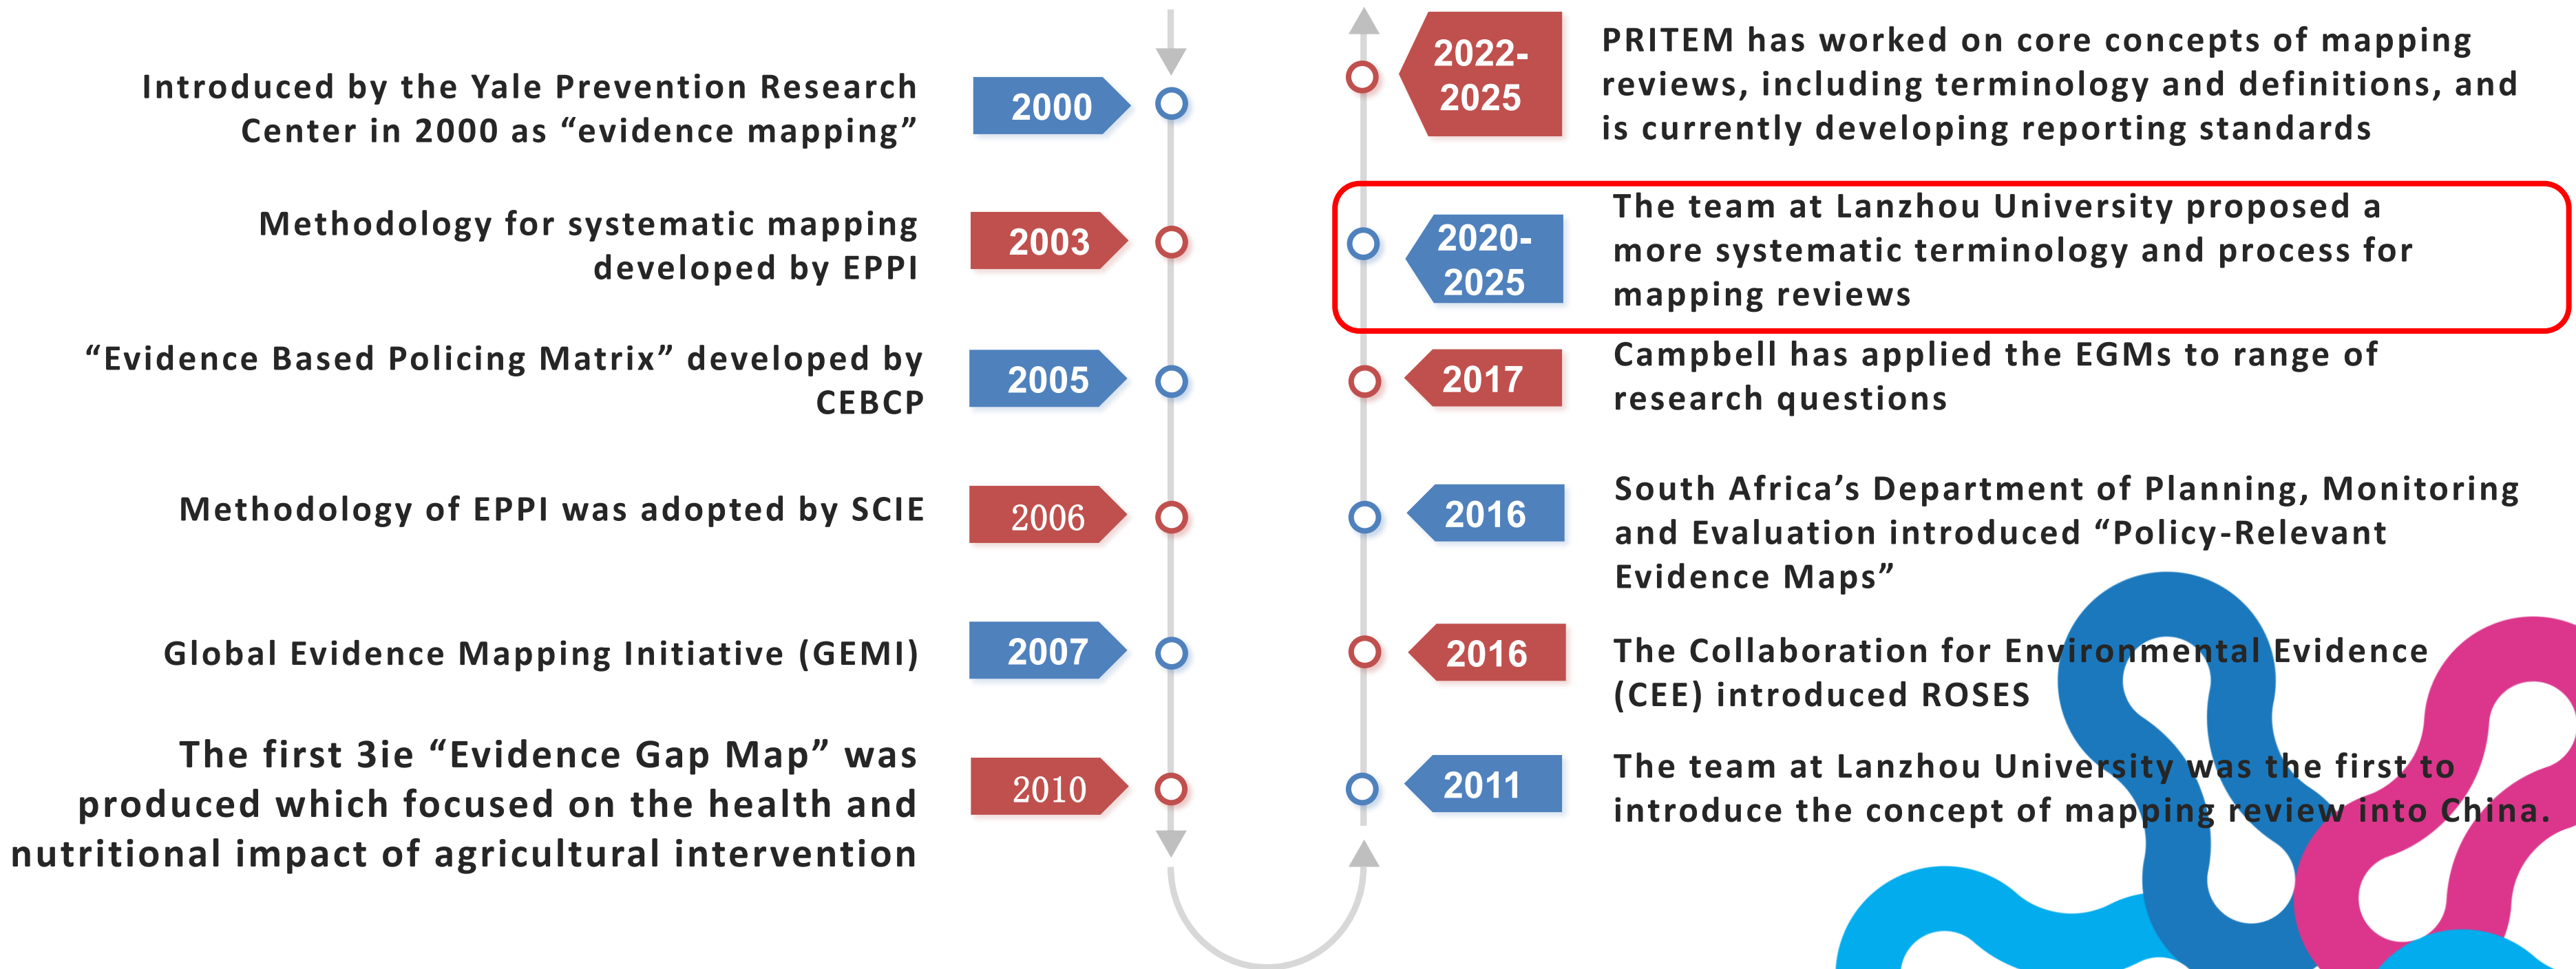 Introduced by the Yale Prevention Research
Center in 2000 as “evidence mapping”
2000
Methodology for systematic mapping
developed by EPPI
2003
“Evidence Based Policing Matrix” developed by
CEBCP
2005
Methodology of EPPI was adopted by SCIE
2006
Global Evidence Mapping Initiative (GEMI)
2007
The first 3ie “Evidence Gap Map” was
produced which focused on the health and
nutritional impact of agricultural intervention
2010
2011
The team at Lanzhou University was the first to
introduce the concept of mapping review into China.
2016
The Collaboration for Environmental Evidence
(CEE) introduced ROSES
2016
South Africa’s Department of Planning, Monitoring
and Evaluation introduced “Policy-Relevant
Evidence Maps”
2017
Campbell has applied the EGMs to range of
research questions
2020-
2025
The team at Lanzhou University proposed a
more systematic terminology and process for
mapping reviews
2022-
2025
PRITEM has worked on core concepts of mapping
reviews, including terminology and definitions, and
is currently developing reporting standards